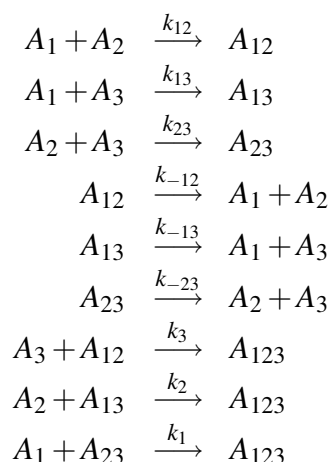 A₁ + A₂ —k₁₂→ A₁₂
A₁ + A₃ —k₁₃→ A₁₃
A₂ + A₃ —k₂₃→ A₂₃
A₁₂ —k₋₁₂→ A₁ + A₂
A₁₃ —k₋₁₃→ A₁ + A₃
A₂₃ —k₋₂₃→ A₂ + A₃
A₃ + A₁₂ —k₃→ A₁₂₃
A₂ + A₁₃ —k₂→ A₁₂₃
A₁ + A₂₃ —k₁→ A₁₂₃